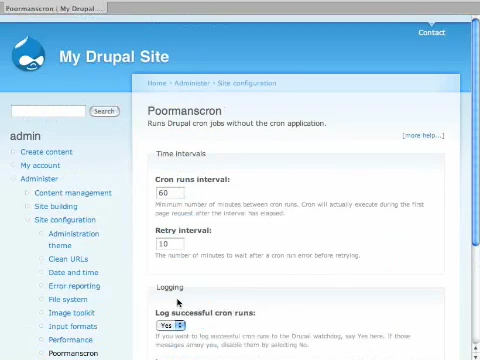 Poormanscron | My Drupal ...
Contact
My Drupal Site
Home › Administer › Site configuration
Search
Poormanscron
Runs Drupal cron jobs without the cron application.
[more help...]
admin
Create content
My account
Administer
Content management
Site building
Site configuration
Administration
theme
Clean URLs
Date and time
Error reporting
File system
Image toolkit
Input formats
Performance
Poormanscron
Time intervals
Cron runs interval:
60
Minimum number of minutes between cron runs. Cron will actually execute during the first
page request after the interval has elapsed.
Retry interval:
10
The number of minutes to wait after a cron run error before retrying.
Logging
Log successful cron runs:
Yes
If you want to log successful cron runs to the Drupal watchdog, say Yes here. If those
messages annoy you, disable them by selecting No.